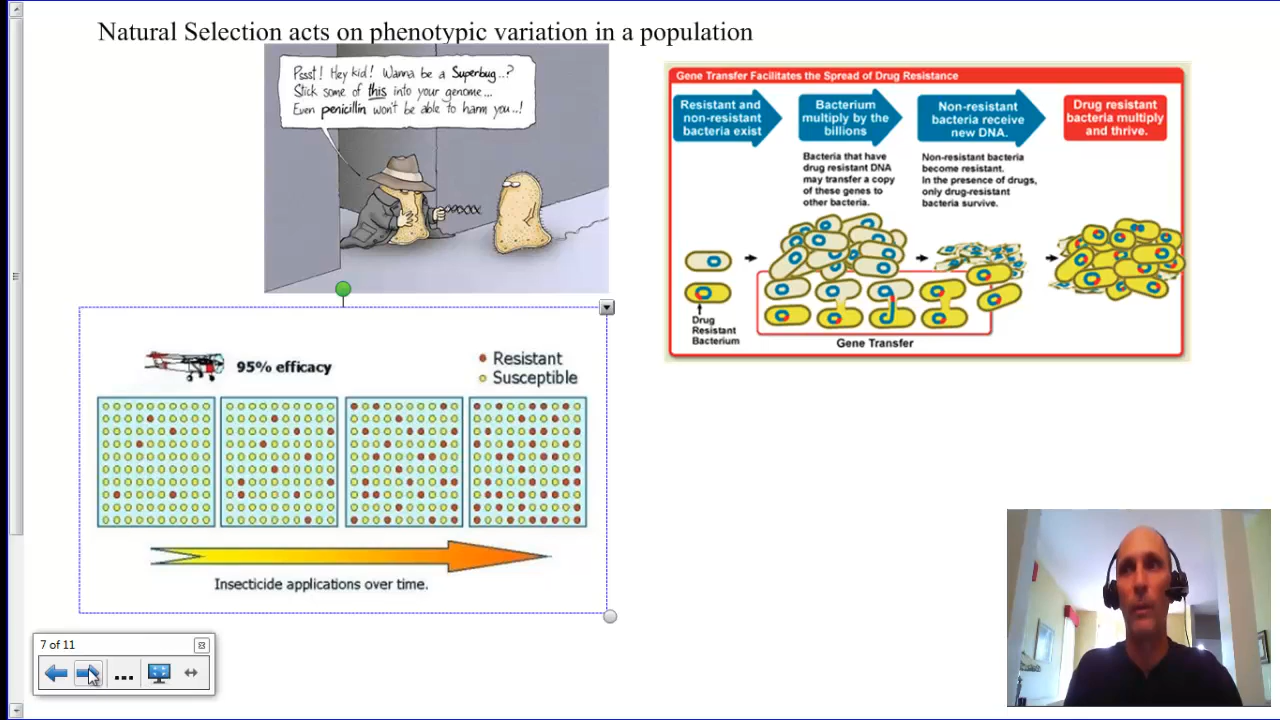 Natural Selection acts on phenotypic variation in a population
Pssst! Hey kid! Wanna be a Superbug..?
Stick some of this into your genome...
Even penicillin won't be able to harm you..!
Gene Transfer Facilitates the Spread of Drug Resistance
Resistant and
non-resistant
bacteria exist
Bacterium
multiply by the
billions
Non-resistant
bacteria receive
new DNA.
Drug resistant
bacteria multiply
and thrive.
Bacteria that have
drug resistant DNA
may transfer a copy
of these genes to
other bacteria.
Non-resistant bacteria
become resistant.
In the presence of drugs,
only drug-resistant
bacteria survive.
Drug
Resistant
Bacterium
Gene Transfer
95% efficacy
Resistant
Susceptible
Insecticide applications over time.
7 of 11